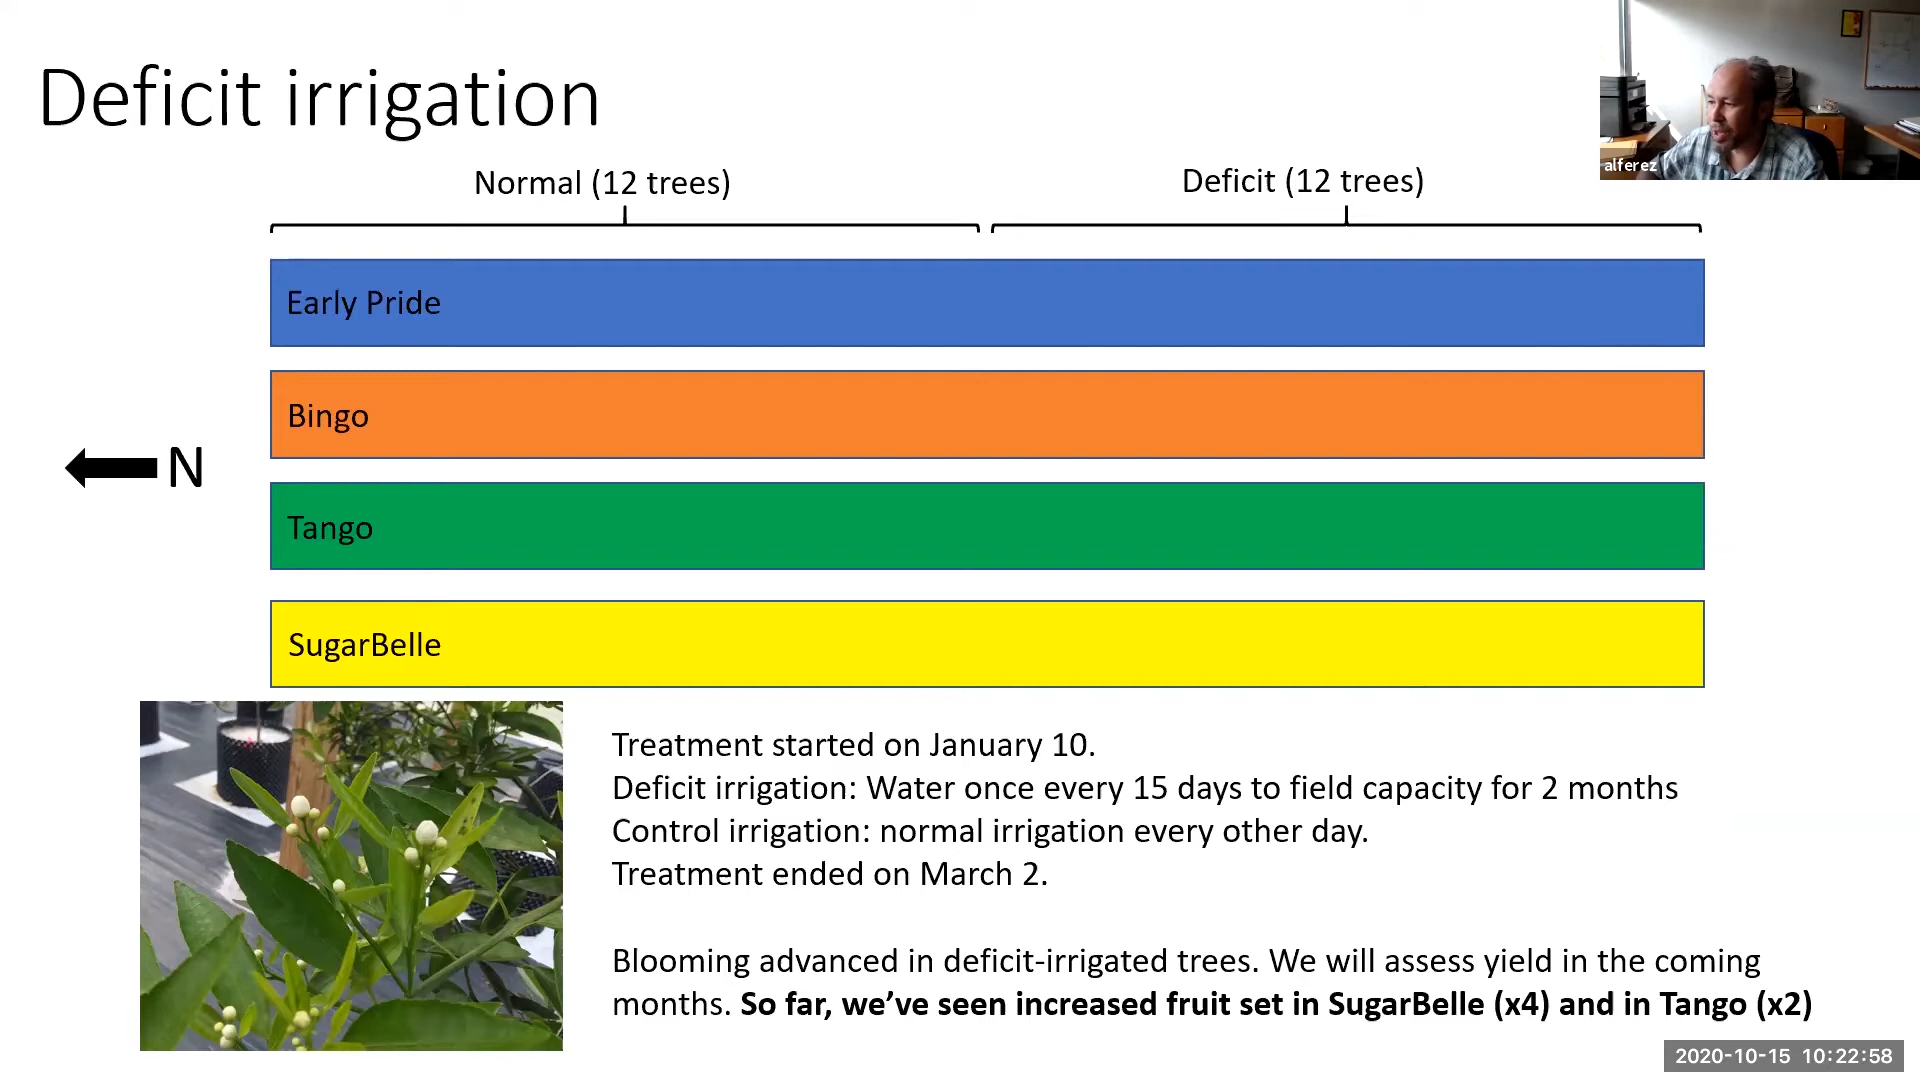 Deficit irrigation
alferez
Normal (12 trees)
Deficit (12 trees)
Early Pride
Bingo
N
Tango
SugarBelle
Treatment started on January 10.
Deficit irrigation: Water once every 15 days to field capacity for 2 months
Control irrigation: normal irrigation every other day.
Treatment ended on March 2.
Blooming advanced in deficit-irrigated trees. We will assess yield in the coming
months. So far, we’ve seen increased fruit set in SugarBelle (x4) and in Tango (x2)
2020-10-15 10:22:58